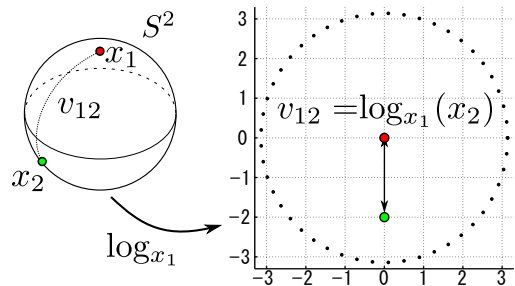 S²
x₁
v₁₂
x₂
log_{x₁}
v₁₂ =log_{x₁}(x₂)
3
2
1
0
−1
−2
−3
−3 −2 −1 0 1 2 3